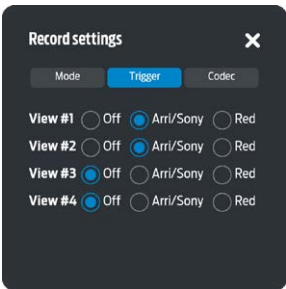 Record settings
Mode Trigger Codec
View #1 Off Arri/Sony Red
View #2 Off Arri/Sony Red
View #3 Off Arri/Sony Red
View #4 Off Arri/Sony Red